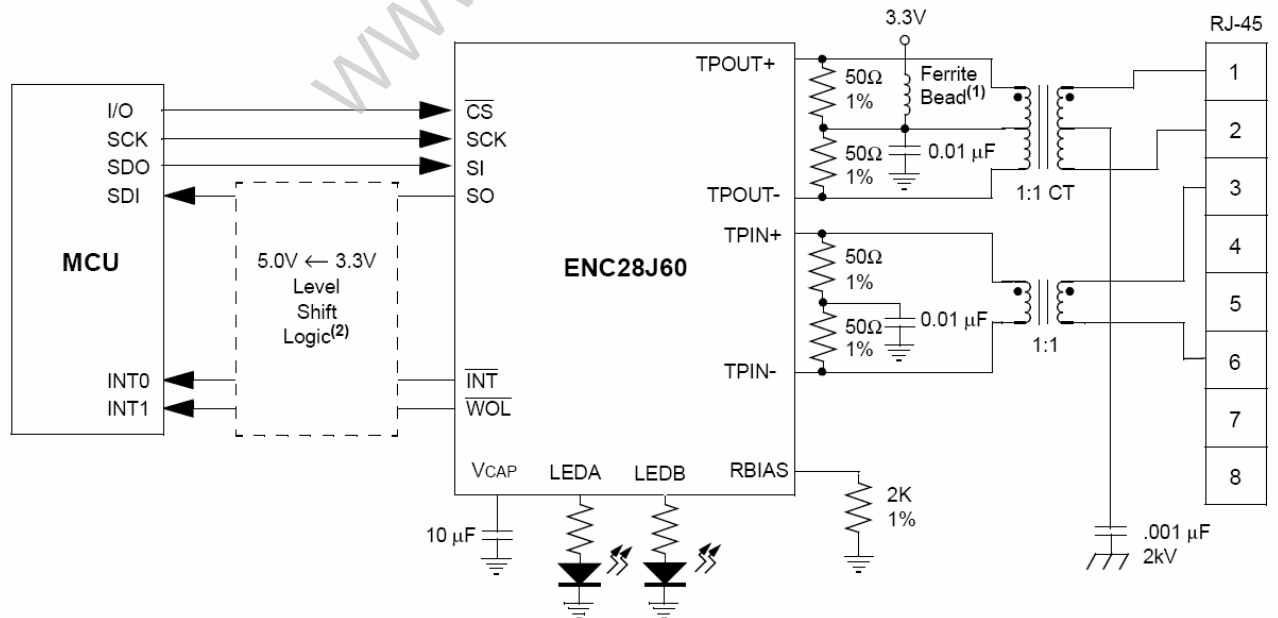 www
3.3V
RJ-45
MCU
I/O
SCK
SDO
SDI
INT0
INT1
5.0V ← 3.3V
Level
Shift
Logic(2)
ENC28J60
CS
SCK
SI
SO
INT
WOL
VCAP
LEDA
LEDB
RBIAS
TPOUT+
TPOUT-
TPIN+
TPIN-
50Ω
1%
50Ω
1%
Ferrite
Bead(1)
0.01 μF
1:1 CT
50Ω
1%
50Ω
1%
0.01 μF
1:1
1
2
3
4
5
6
7
8
10 μF
2K
1%
.001 μF
2kV